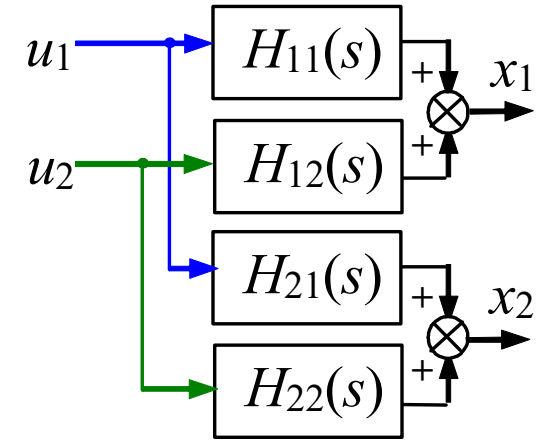 u1
H11(s)
+
x1
+
u2
H12(s)
H21(s)
+
x2
+
H22(s)